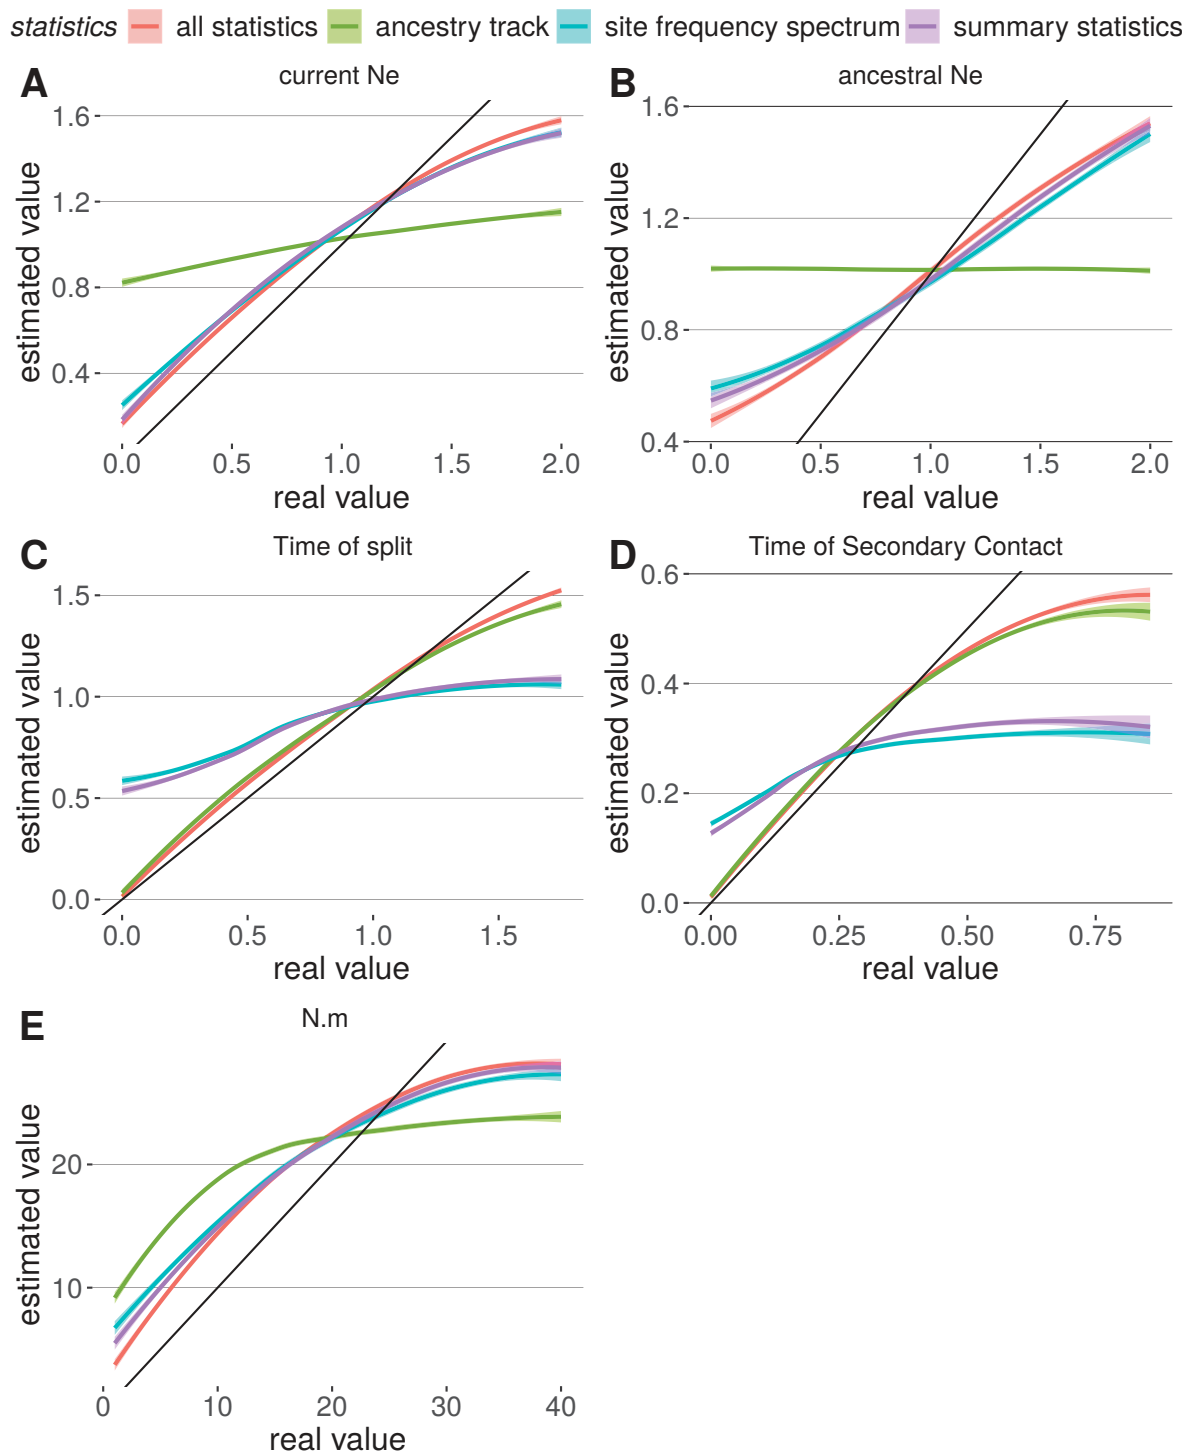 statistics all statistics ancestry track site frequency spectrum summary statistics
A current Ne
1.6
1.2
0.8
0.4
estimated value
0.0 0.5 1.0 1.5 2.0
real value
B ancestral Ne
1.6
1.2
0.8
0.4
estimated value
0.0 0.5 1.0 1.5 2.0
real value
C Time of split
1.5
1.0
0.5
0.0
estimated value
0.0 0.5 1.0 1.5
real value
D Time of Secondary Contact
0.6
0.4
0.2
0.0
estimated value
0.00 0.25 0.50 0.75
real value
E N.m
20
10
estimated value
0 10 20 30 40
real value